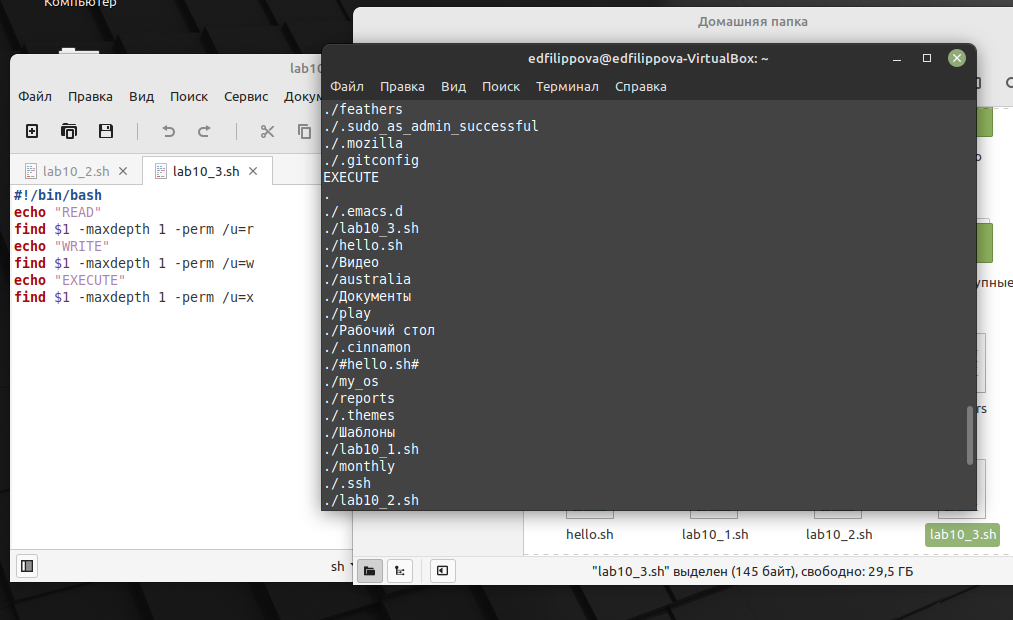 Компьютер
Домашняя папка
edfilippova@edfilippova-VirtualBox: ~
Файл Правка Вид Поиск Терминал Справка
./feathers
./.sudo_as_admin_successful
./.mozilla
./.gitconfig
EXECUTE
.
./.emacs.d
./lab10_3.sh
./hello.sh
./Видео
./australia
./Документы
./play
./Рабочий стол
./.cinnamon
./#hello.sh#
./my_os
./reports
./.themes
./Шаблоны
./lab10_1.sh
./monthly
./.ssh
./lab10_2.sh
Файл Правка Вид Поиск Сервис
lab10_2.sh lab10_3.sh
#!/bin/bash
echo "READ"
find $1 -maxdepth 1 -perm /u=r
echo "WRITE"
find $1 -maxdepth 1 -perm /u=w
echo "EXECUTE"
find $1 -maxdepth 1 -perm /u=x
sh
hello.sh lab10_1.sh lab10_2.sh lab10_3.sh
"lab10_3.sh" выделен (145 байт), свободно: 29,5 ГБ